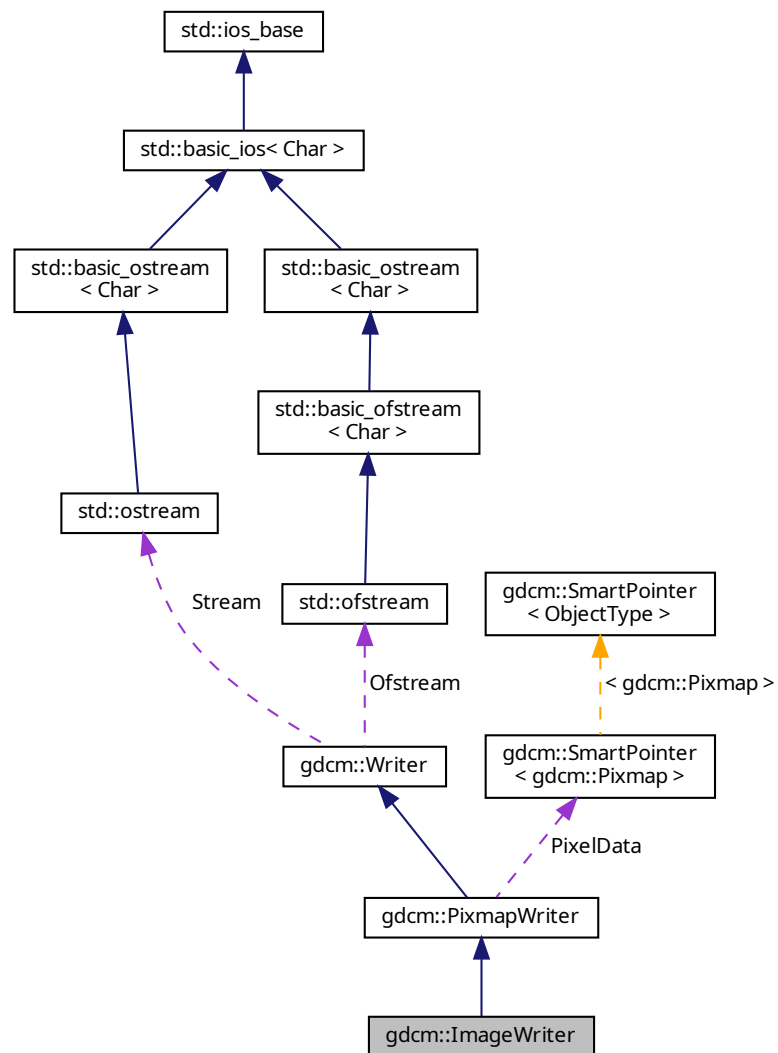 std::ios_base
std::basic_ios< Char >
std::basic_ostream
< Char >
std::basic_ostream
< Char >
std::basic_ofstream
< Char >
std::ostream
std::ofstream
gdcm::SmartPointer
< ObjectType >
Stream
Ofstream
< gdcm::Pixmap >
gdcm::Writer
gdcm::SmartPointer
< gdcm::Pixmap >
PixelData
gdcm::PixmapWriter
gdcm::ImageWriter